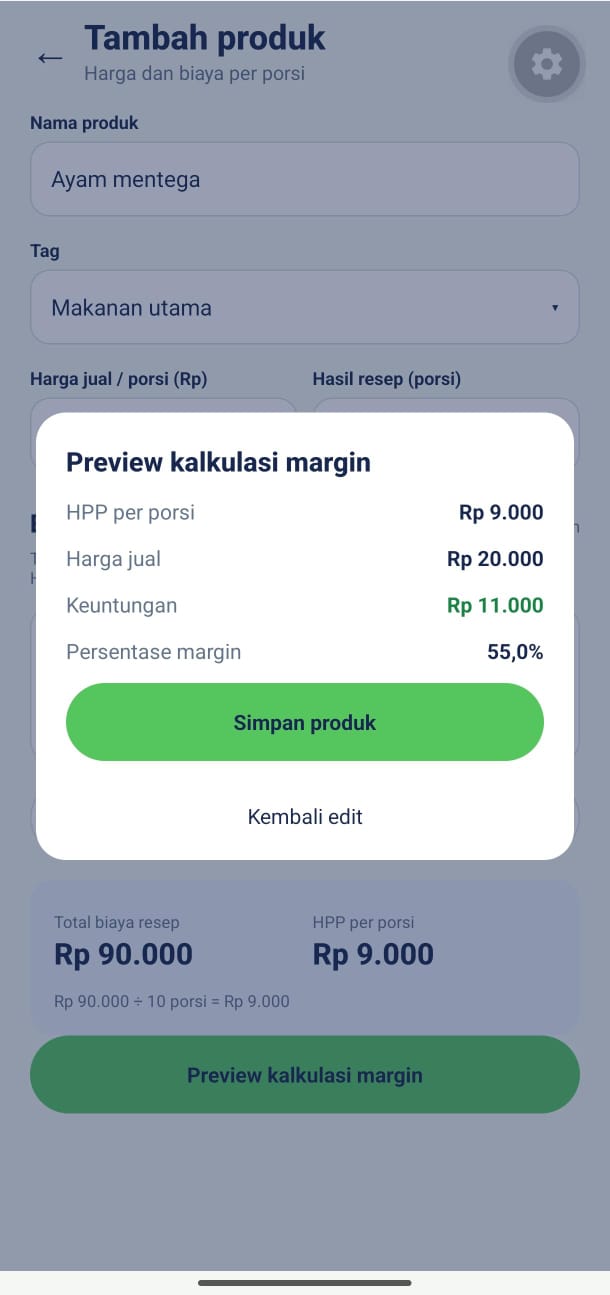 Tambah produk
Harga dan biaya per porsi
Nama produk
Ayam mentega
Tag
Makanan utama
Harga jual / porsi (Rp)
Hasil resep (porsi)
Preview kalkulasi margin
HPP per porsi
Rp 9.000
Harga jual
Rp 20.000
Keuntungan
Rp 11.000
Persentase margin
55,0%
Simpan produk
Kembali edit
Total biaya resep
HPP per porsi
Rp 90.000
Rp 9.000
Rp 90.000 ÷ 10 porsi = Rp 9.000
Preview kalkulasi margin